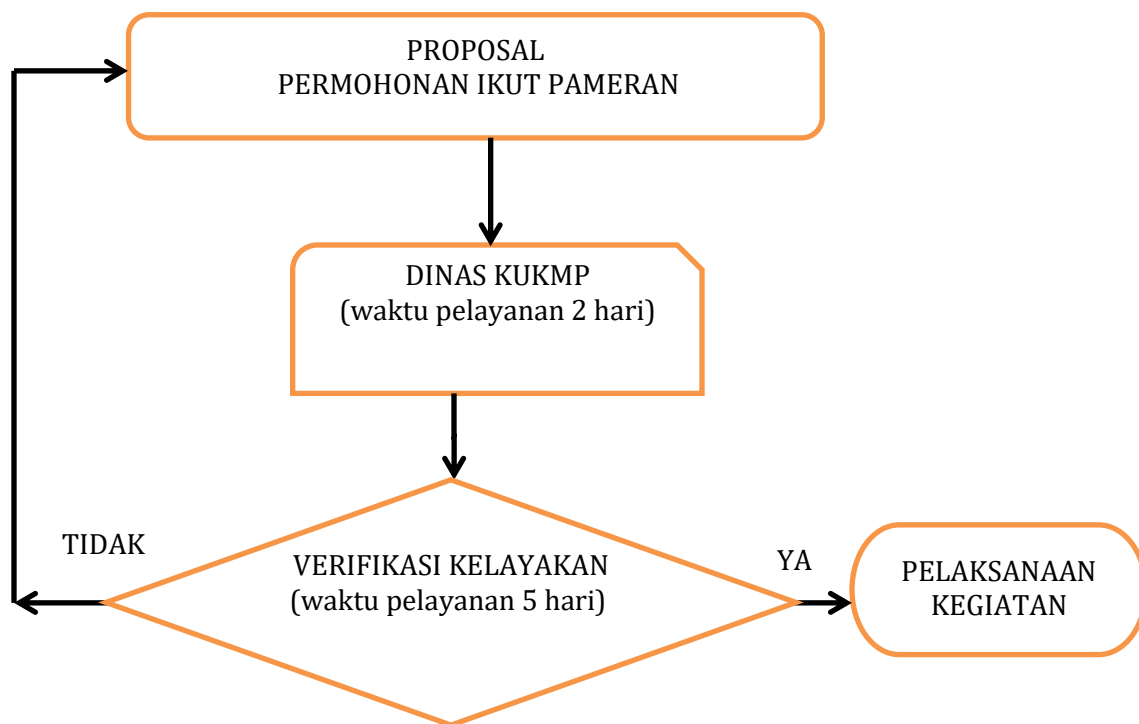 PROPOSAL
PERMOHONAN IKUT PAMERAN
DINAS KUKMP
(waktu pelayanan 2 hari)
TIDAK
VERIFIKASI KELAYAKAN
(waktu pelayanan 5 hari)
YA
PELAKSANAAN
KEGIATAN